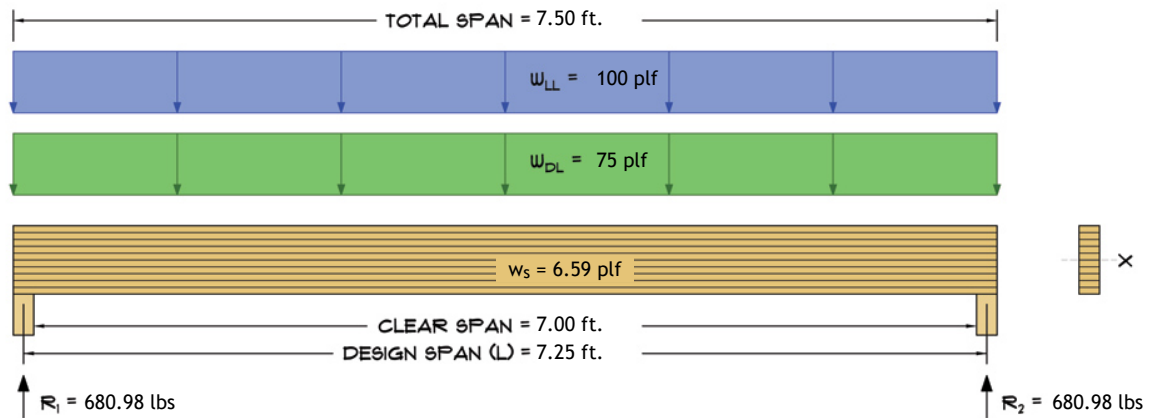 TOTAL SPAN = 7.50 ft.
wLL = 100 plf
wDL = 75 plf
ws = 6.59 plf
X
CLEAR SPAN = 7.00 ft.
DESIGN SPAN (L) = 7.25 ft.
R1 = 680.98 lbs
R2 = 680.98 lbs